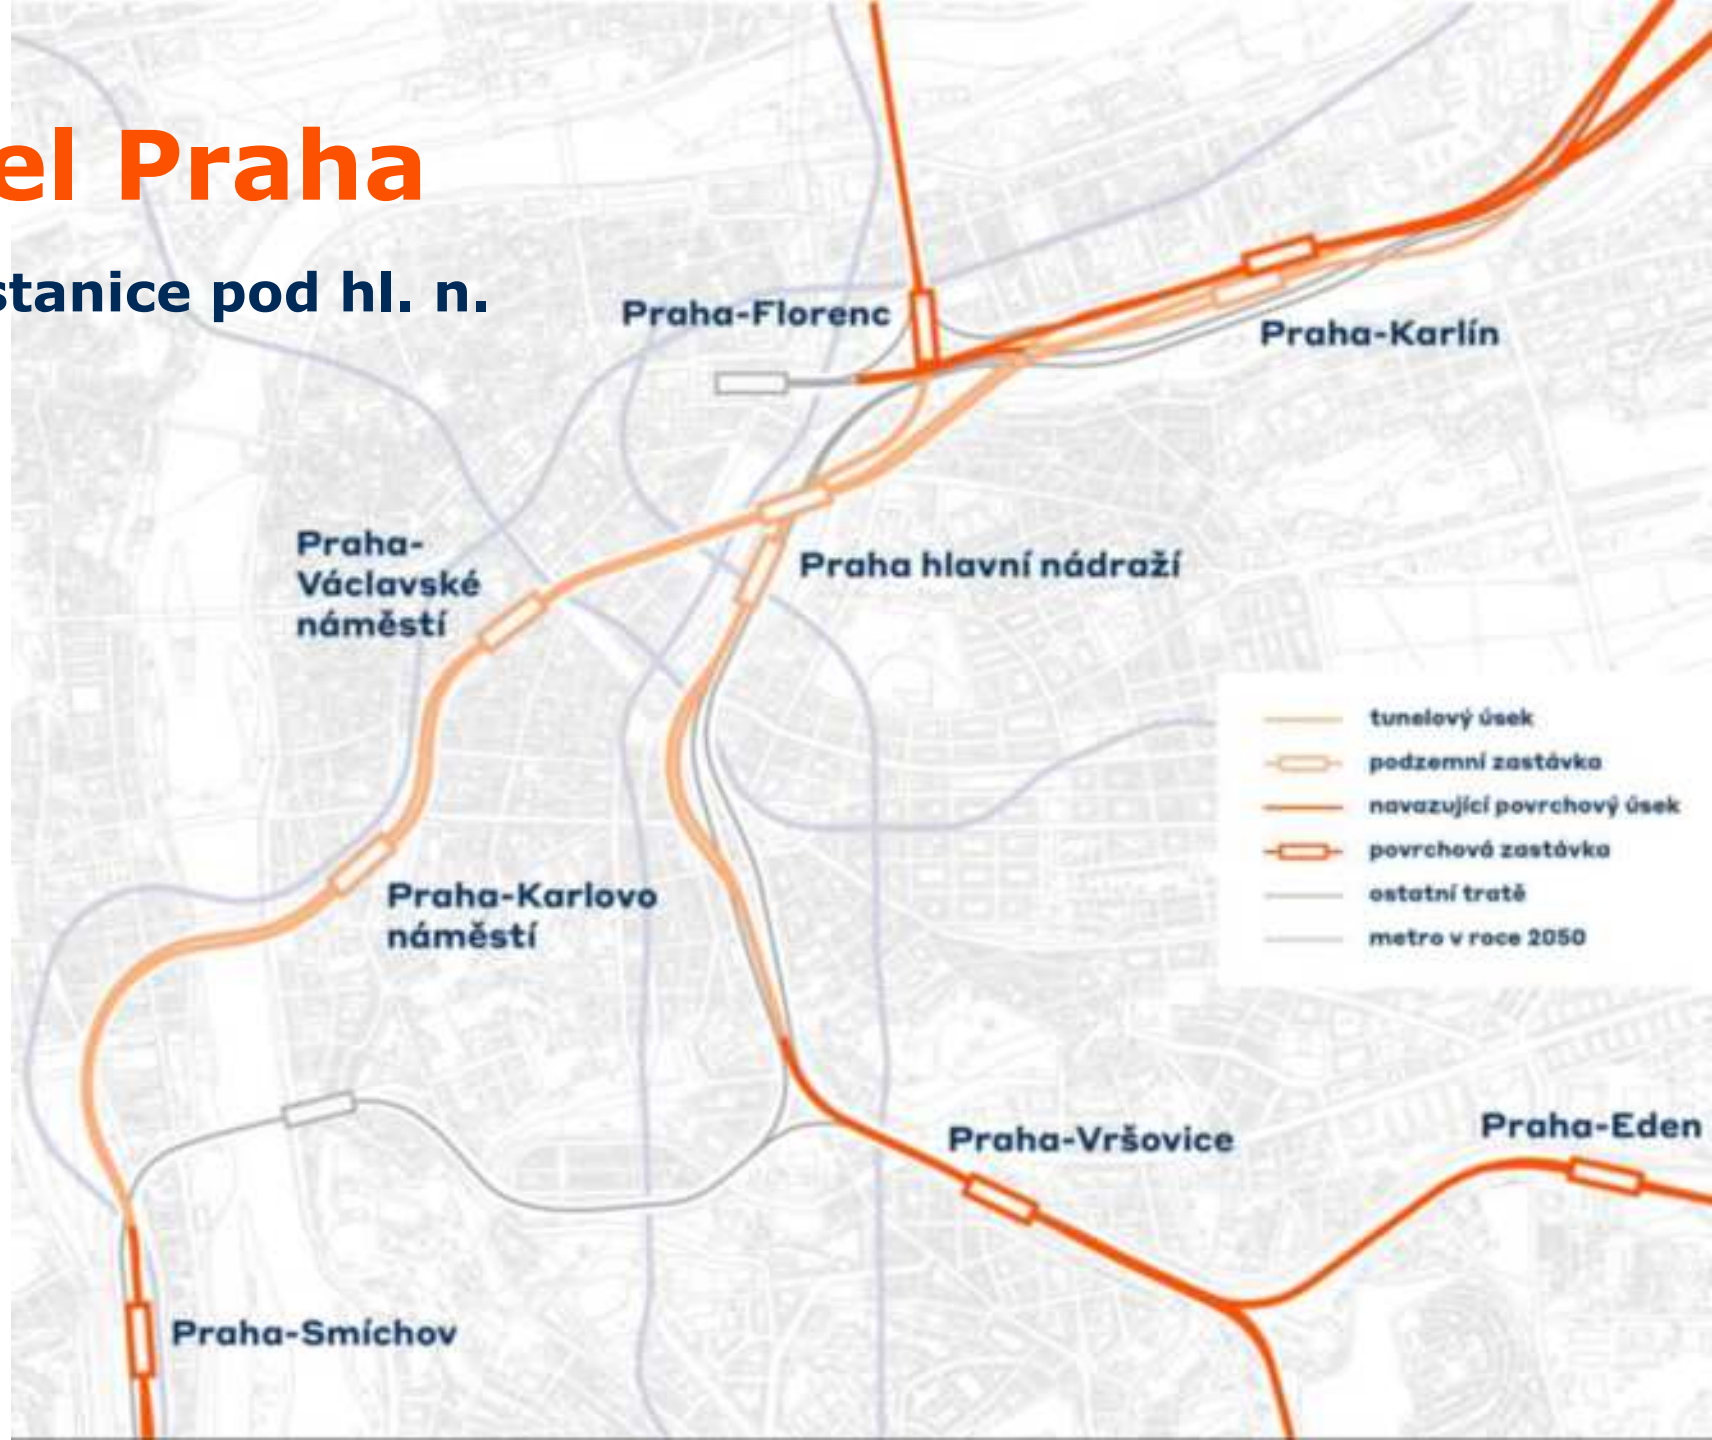 el Praha
stanice pod hl. n.
Praha-Florenc
Praha-Karlín
Praha-
Václavské
náměstí
Praha hlavní nádraží
tunelový úsek
podzemní zastávka
navazující povrchový úsek
povrchová zastávka
ostatní tratě
metro v roce 2050
Praha-Karlovo
náměstí
Praha-Vršovice
Praha-Eden
Praha-Smíchov